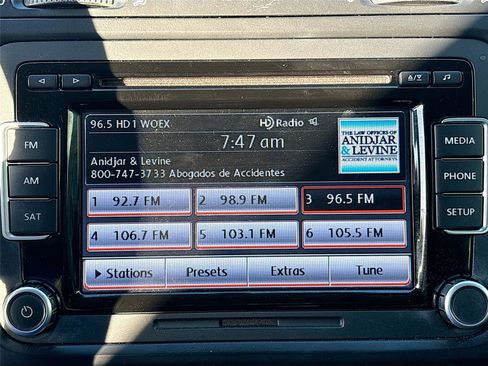 96.5 HD1 WOEX
HD Radio
7:47 am
Anidjar & Levine
800-747-3733 Abogados de Accidentes
THE LAW OFFICES OF
ANIDJAR
& LEVINE
ACCIDENT ATTORNEYS
1 92.7 FM
2 98.9 FM
3 96.5 FM
4 106.7 FM
5 103.1 FM
6 105.5 FM
Stations
Presets
Extras
Tune
FM
AM
SAT
MEDIA
PHONE
SETUP